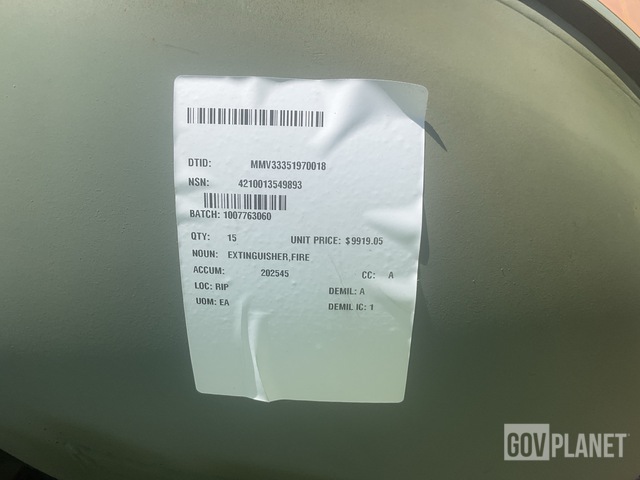 DTID: MMV33351970018
NSN: 4210013549893
BATCH: 1007763060
QTY: 15 UNIT PRICE: $9919.05
NOUN: EXTINGUISHER,FIRE
ACCUM: 202545 CC: A
LOC: RIP DEMIL: A
UOM: EA DEMIL IC: 1
GOVPLANET